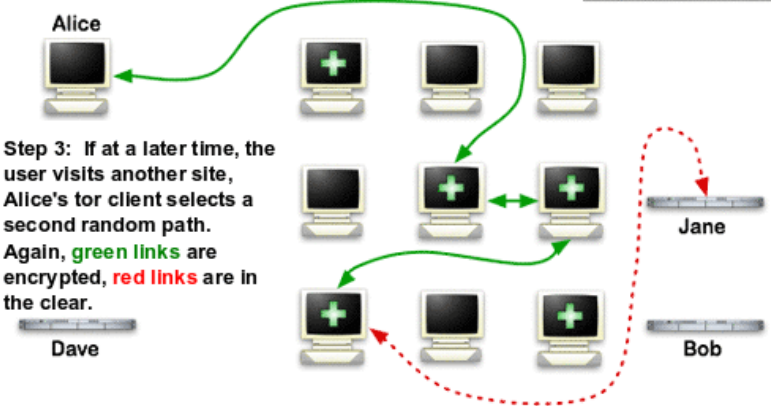 Alice
Step 3: If at a later time, the
user visits another site,
Alice's tor client selects a
second random path.
Again, green links are
encrypted, red links are in
the clear.
Jane
Dave
Bob